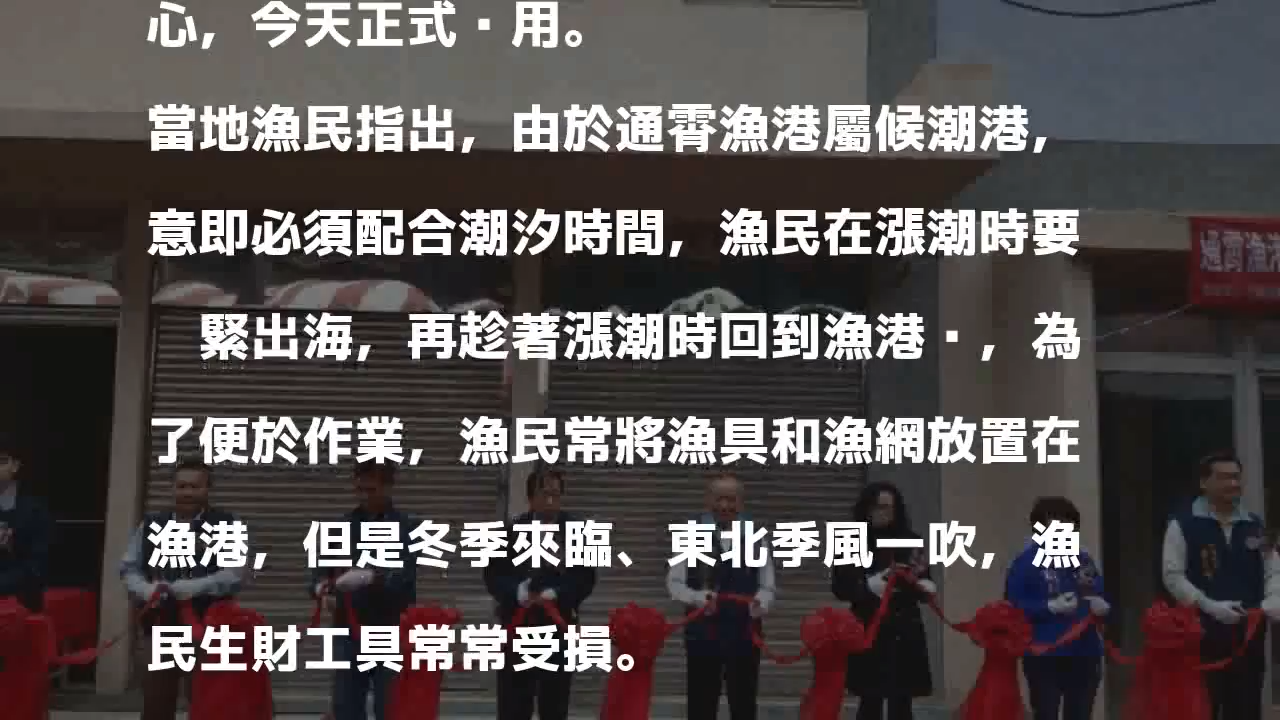 心，今天正式▪用。
當地漁民指出，由於通霄漁港屬候潮港，
意即必須配合潮汐時間，漁民在漲潮時要
　緊出海，再趁著漲潮時回到漁港▪，為
了便於作業，漁民常將漁具和漁網放置在
漁港，但是冬季來臨、東北季風一吹，漁
民生財工具常常受損。
通霄漁港